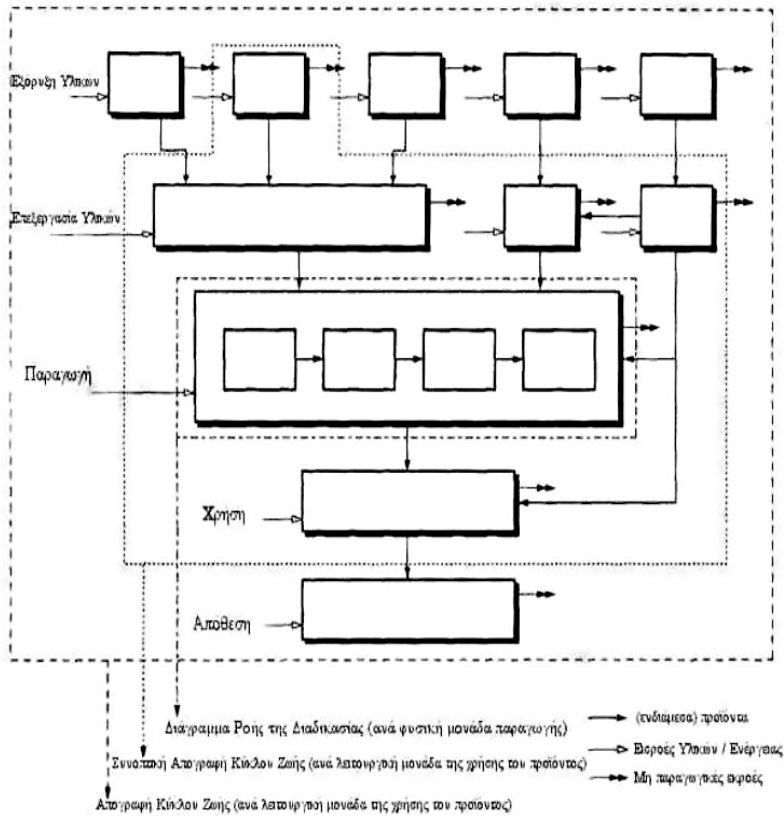 Εξόρυξη Υλικών
Επεξεργασία Υλικών
Παραγωγή
Χρήση
Απόθεση
Διάγραμμα Ροής της Διαδικασίας (ανά φυσική μονάδα παραγωγής)
Συνοπτική Απογραφή Κύκλου Ζωής (ανά λειτουργική μονάδα της χρήσης του προϊόντος)
Απογραφή Κύκλου Ζωής (ανά λειτουργική μονάδα της χρήσης του προϊόντος)
(ενδιάμεσα) προϊόντα
Εισροές Υλικών / Ενέργειας
Μη παραγωγικές εκροές